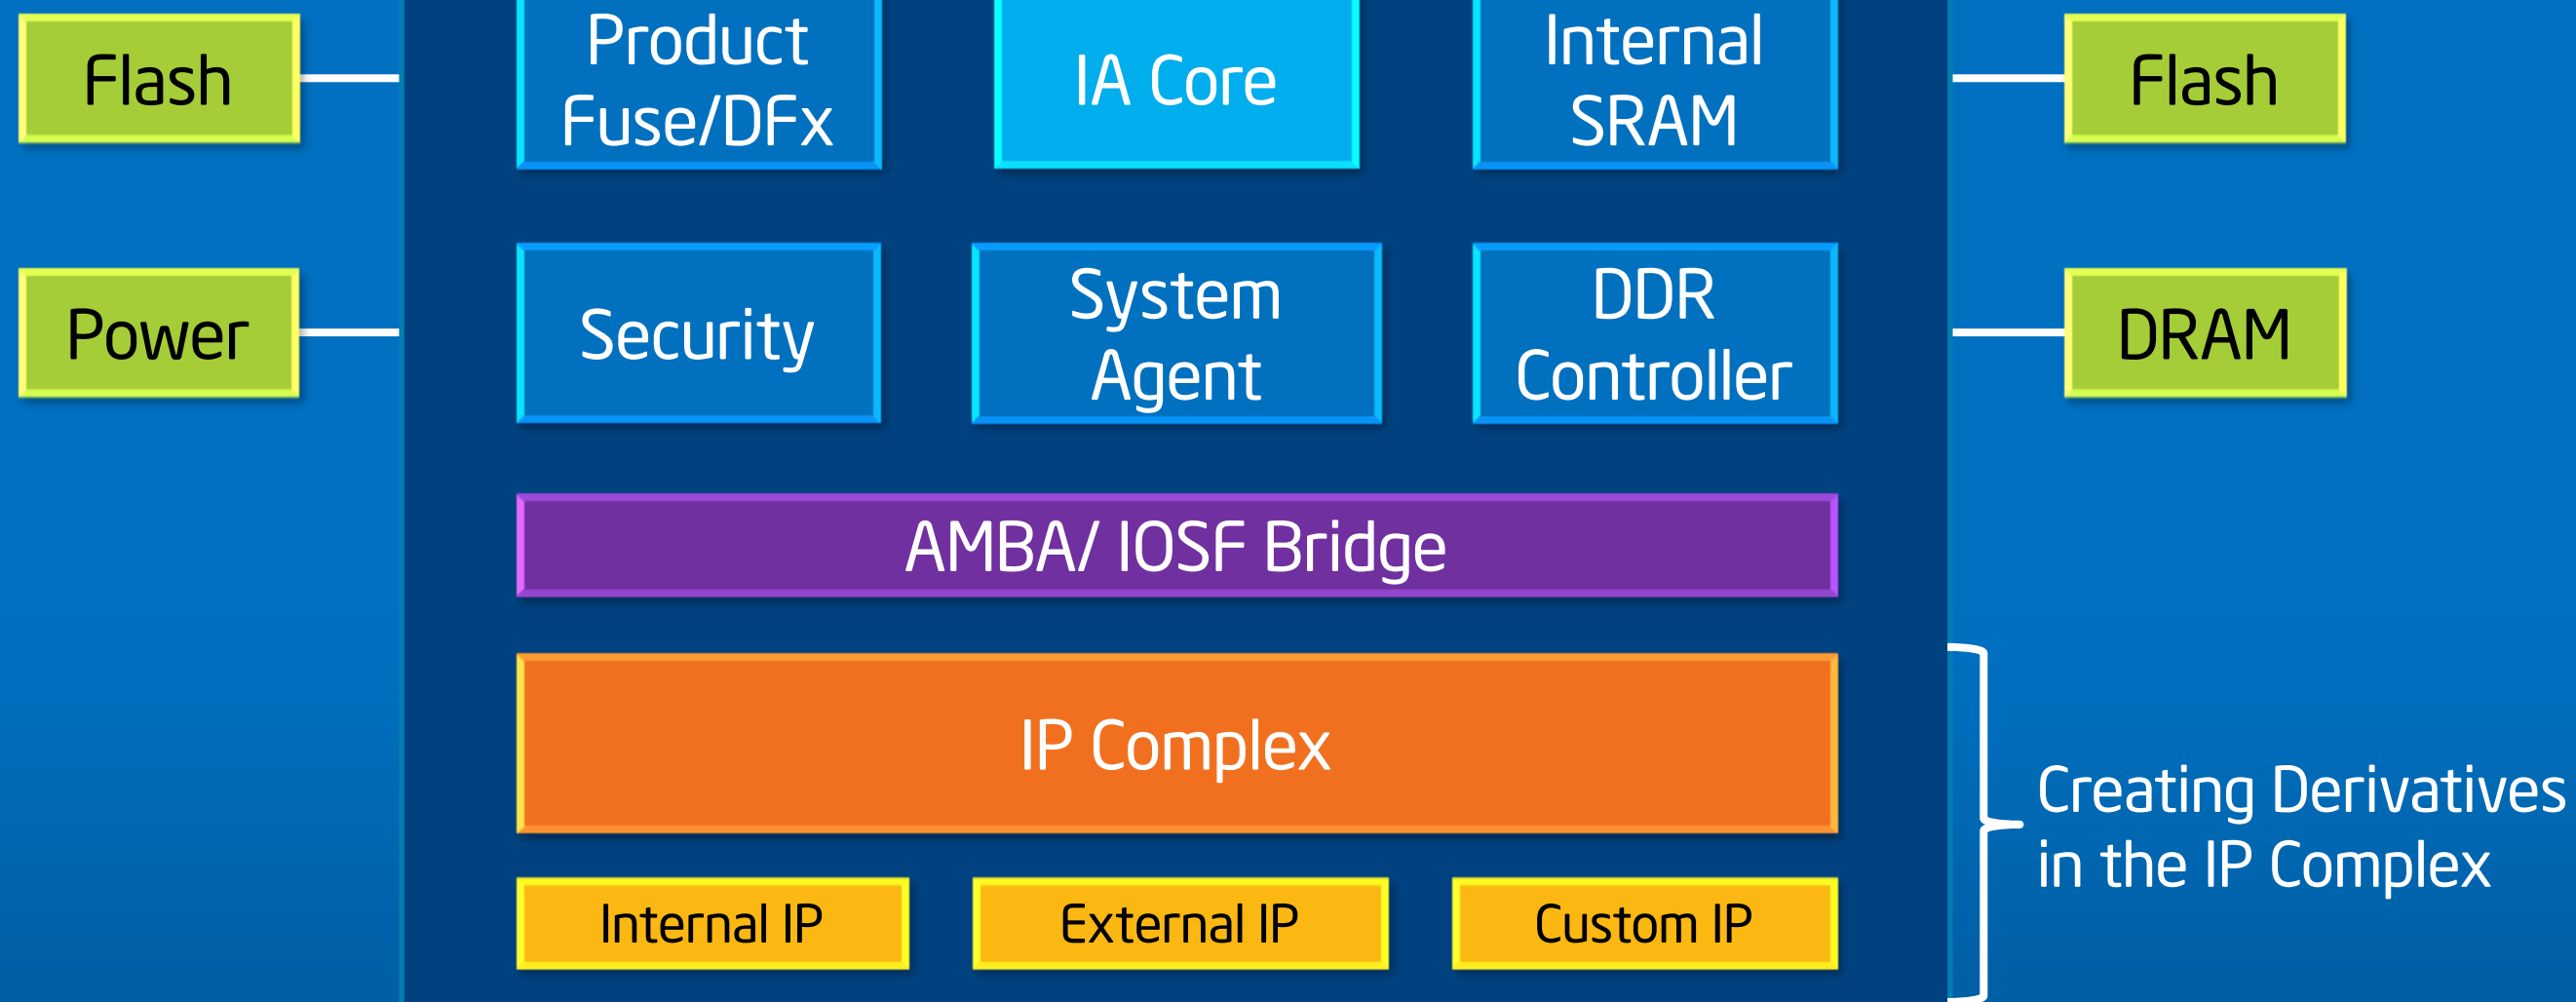 Flash
Product
Fuse/DFx
IA Core
Internal
SRAM
Flash
Power
Security
System
Agent
DDR
Controller
DRAM
AMBA/ IOSF Bridge
IP Complex
Creating Derivatives
in the IP Complex
Internal IP
External IP
Custom IP